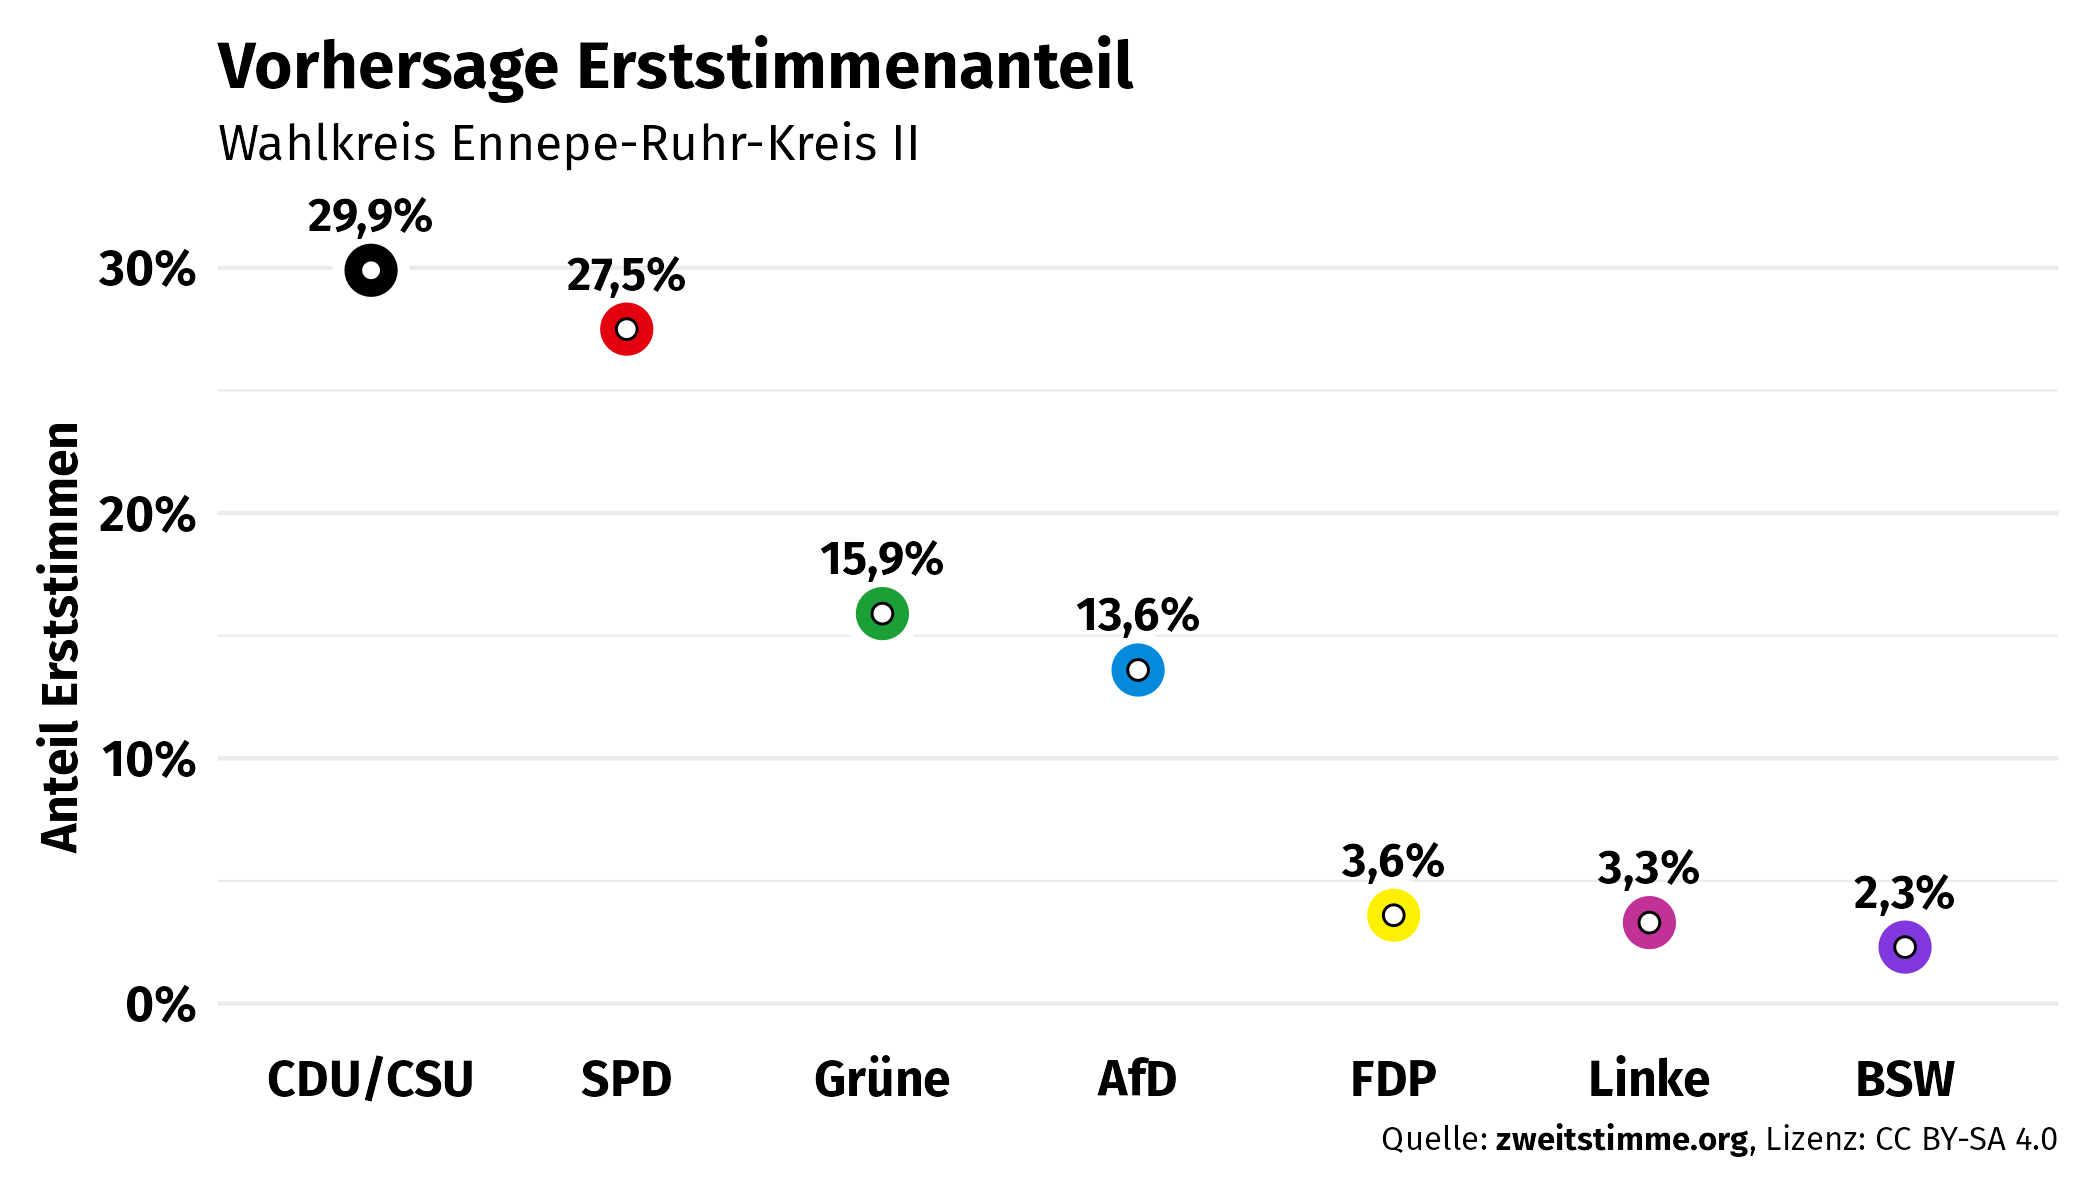 Vorhersage Erststimmenanteil
Wahlkreis Ennepe-Ruhr-Kreis II
Anteil Erststimmen
30%
20%
10%
0%
29,9%
27,5%
15,9%
13,6%
3,6%
3,3%
2,3%
CDU/CSU SPD Grüne AfD FDP Linke BSW
Quelle: zweitstimme.org, Lizenz: CC BY-SA 4.0